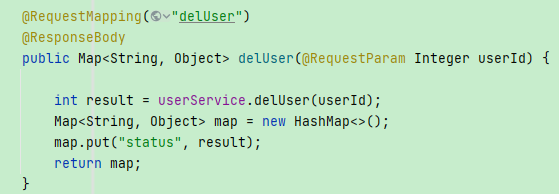 @RequestMapping("delUser")
@ResponseBody
public Map<String, Object> delUser(@RequestParam Integer userId) {
int result = userService.delUser(userId);
Map<String, Object> map = new HashMap<>();
map.put("status", result);
return map;
}